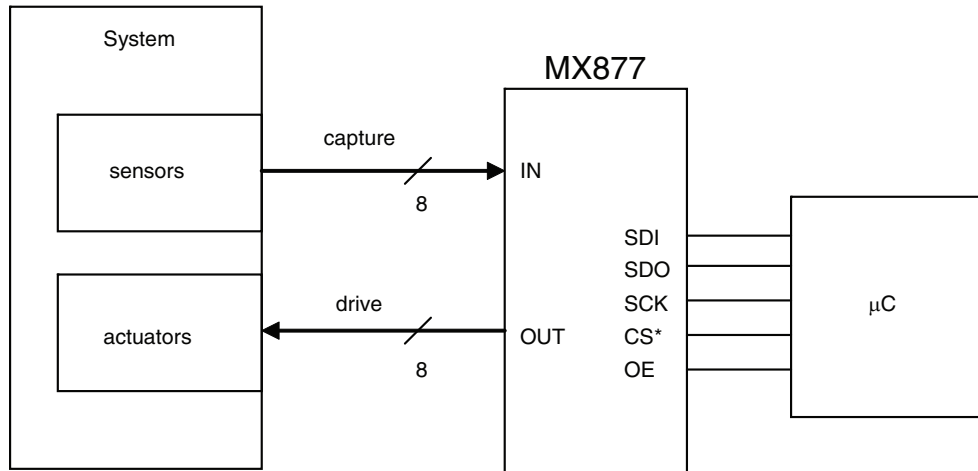 System
MX877
capture
sensors
IN
8
SDI
SDO
drive
SCK
μC
actuators
OUT
CS*
8
OE